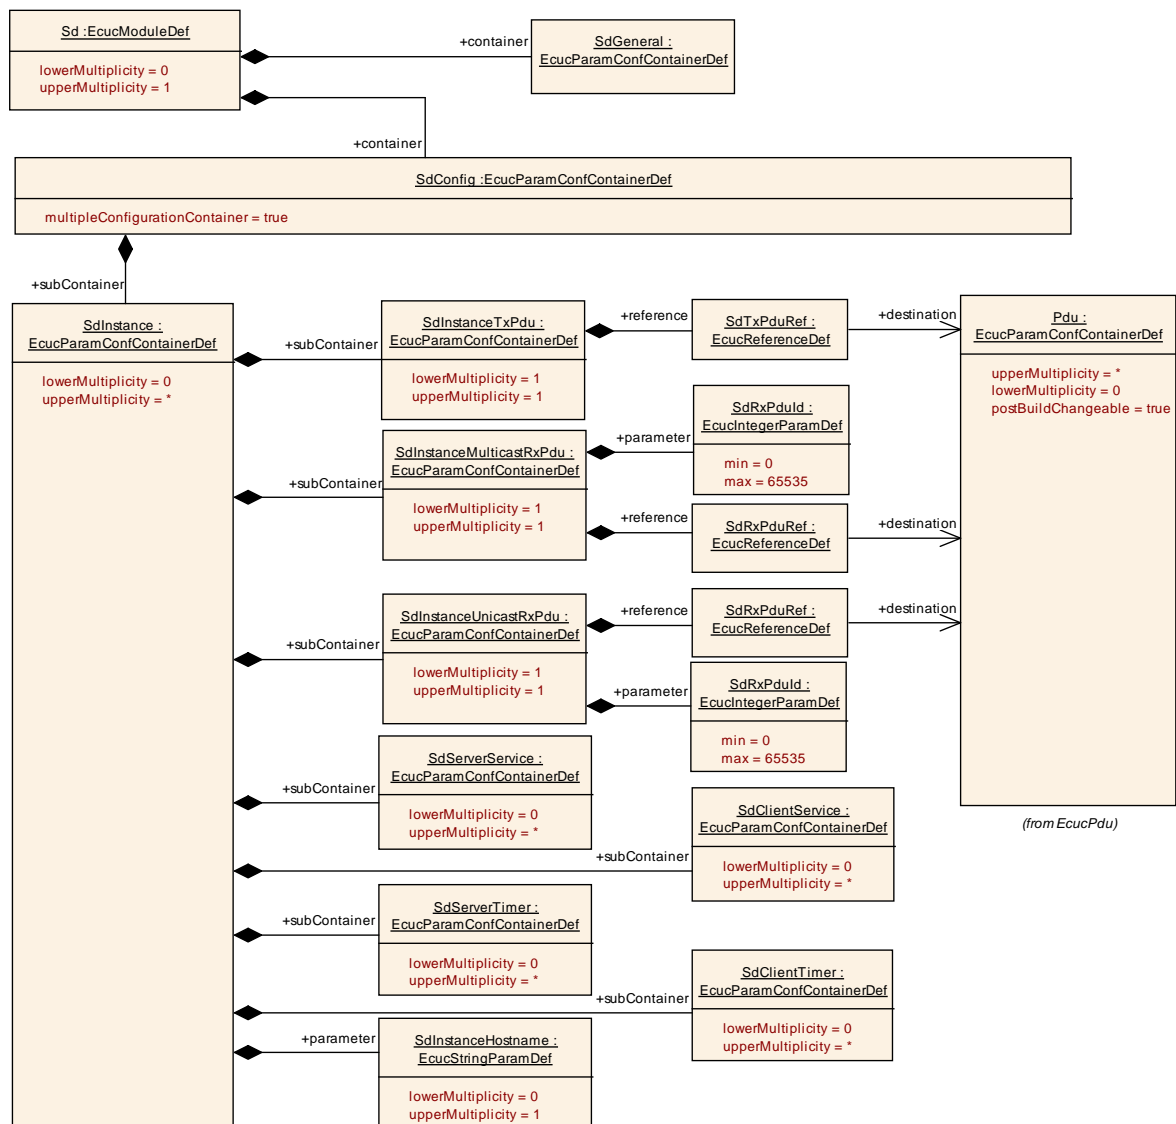 Sd :EcucModuleDef
lowerMultiplicity = 0
upperMultiplicity = 1
+container
SdGeneral :
EcucParamConfContainerDef
+container
SdConfig :EcucParamConfContainerDef
multipleConfigurationContainer = true
+subContainer
SdInstance :
EcucParamConfContainerDef
lowerMultiplicity = 0
upperMultiplicity = *
+subContainer
SdInstanceTxPdu :
EcucParamConfContainerDef
lowerMultiplicity = 1
upperMultiplicity = 1
+reference
SdTxPduRef :
EcucReferenceDef
+destination
Pdu :
EcucParamConfContainerDef
upperMultiplicity = *
lowerMultiplicity = 0
postBuildChangeable = true
+subContainer
SdInstanceMulticastRxPdu :
EcucParamConfContainerDef
lowerMultiplicity = 1
upperMultiplicity = 1
+parameter
SdRxPduId :
EcucIntegerParamDef
min = 0
max = 65535
+reference
SdRxPduRef :
EcucReferenceDef
+destination
+subContainer
SdInstanceUnicastRxPdu :
EcucParamConfContainerDef
lowerMultiplicity = 1
upperMultiplicity = 1
+reference
SdRxPduRef :
EcucReferenceDef
+destination
+parameter
SdRxPduId :
EcucIntegerParamDef
min = 0
max = 65535
+subContainer
SdServerService :
EcucParamConfContainerDef
lowerMultiplicity = 0
upperMultiplicity = *
(from EcucPdu)
+subContainer
SdClientService :
EcucParamConfContainerDef
lowerMultiplicity = 0
upperMultiplicity = *
+subContainer
SdServerTimer :
EcucParamConfContainerDef
lowerMultiplicity = 0
upperMultiplicity = *
+subContainer
SdClientTimer :
EcucParamConfContainerDef
lowerMultiplicity = 0
upperMultiplicity = *
+parameter
SdInstanceHostname :
EcucStringParamDef
lowerMultiplicity = 0
upperMultiplicity = 1